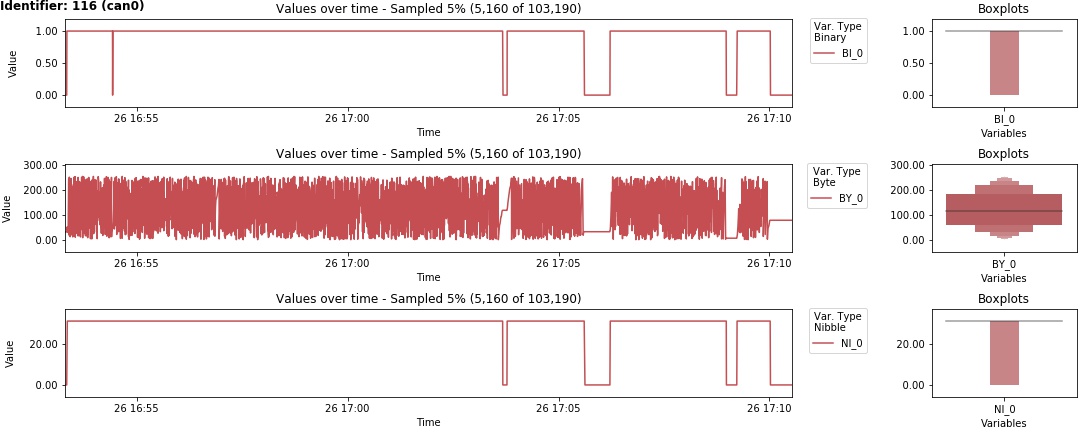 Identifier: 116 (can0)
Values over time - Sampled 5% (5,160 of 103,190)
Value
1.00
0.50
0.00
26 16:55
26 17:00
26 17:05
26 17:10
Time
Var. Type
Binary
BI_0
Boxplots
1.00
0.50
0.00
BI_0
Variables
Values over time - Sampled 5% (5,160 of 103,190)
Value
300.00
200.00
100.00
0.00
26 16:55
26 17:00
26 17:05
26 17:10
Time
Var. Type
Byte
BY_0
Boxplots
300.00
200.00
100.00
0.00
BY_0
Variables
Values over time - Sampled 5% (5,160 of 103,190)
Value
20.00
0.00
26 16:55
26 17:00
26 17:05
26 17:10
Time
Var. Type
Nibble
NI_0
Boxplots
20.00
0.00
NI_0
Variables